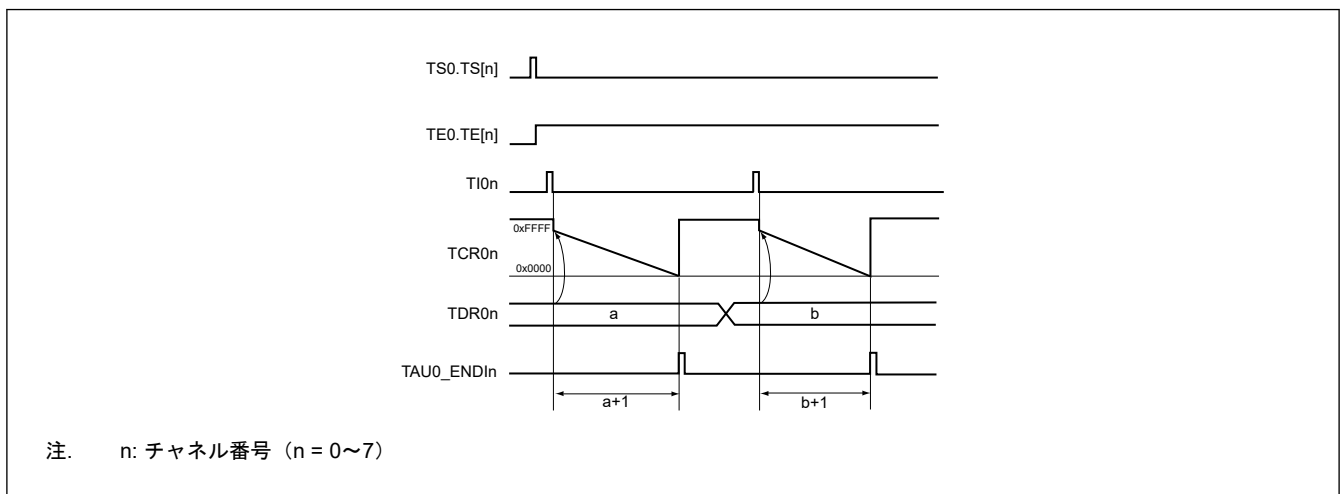 TS0.TS[n]
TE0.TE[n]
TI0n
0xFFFF
TCR0n
0x0000
TDR0n
a
b
TAU0_ENDIn
a+1
b+1
注. n: チャネル番号（n = 0～7）